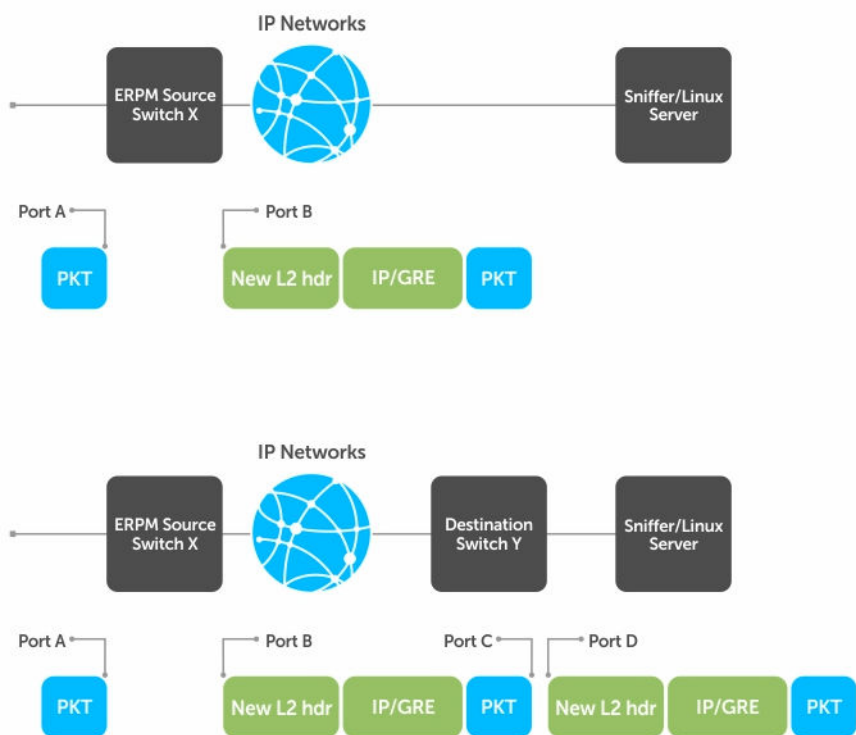 IP Networks
ERPM Source
Switch X
Sniffer/Linux
Server
Port A
Port B
PKT
New L2 hdr
IP/GRE
PKT
IP Networks
ERPM Source
Switch X
Destination
Switch Y
Sniffer/Linux
Server
Port A
Port B
Port C
Port D
PKT
New L2 hdr
IP/GRE
PKT
New L2 hdr
IP/GRE
PKT